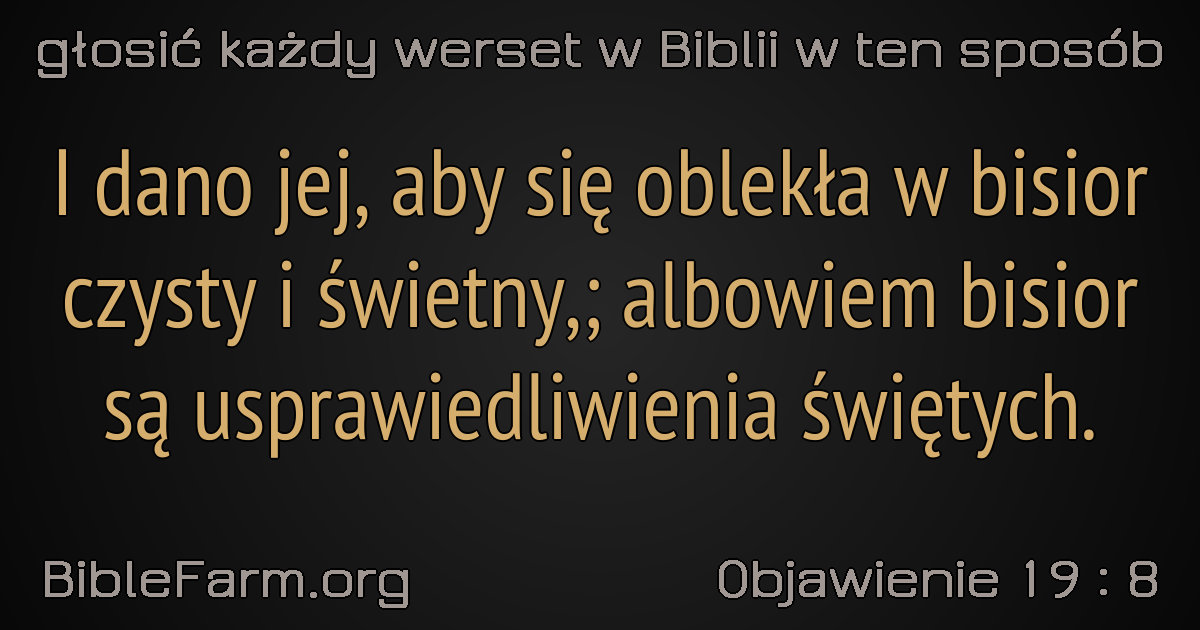 głosić każdy werset w Biblii w ten sposób
I dano jej, aby się oblekła w bisior
czysty i świetny,; albowiem bisior
są usprawiedliwienia świętych.
BibleFarm.org
Objawienie 19 : 8